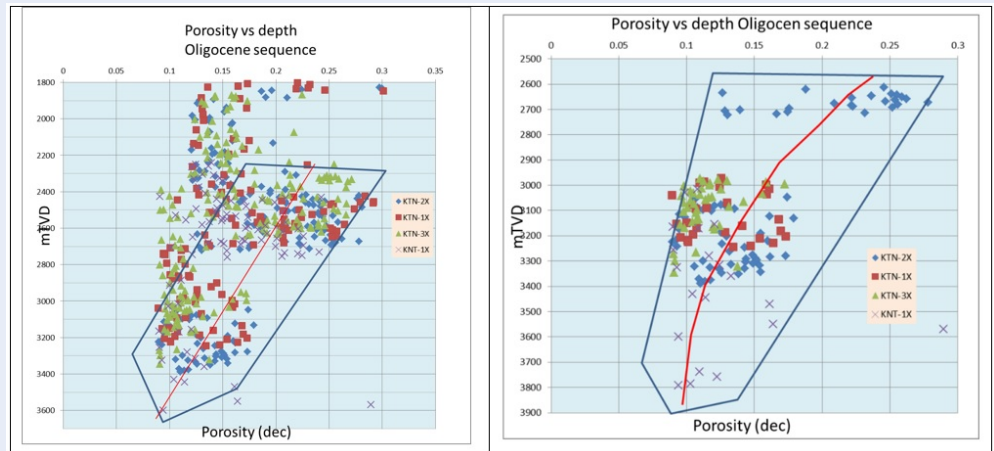 Porosity vs depth
Oligocene sequence
0 0.05 0.1 0.15 0.2 0.25 0.3 0.35
1800
2000
2200
2400
2600
2800
3000
3200
3400
3600
mTVD
KTN-2X
KTN-1X
KTN-3X
KNT-1X
Porosity (dec)
Porosity vs depth Oligocen sequence
0 0.05 0.1 0.15 0.2 0.25 0.3
2500
2600
2700
2800
2900
3000
3100
3200
3300
3400
3500
3600
3700
3800
3900
mTVD
KTN-2X
KTN-1X
KTN-3X
KNT-1X
Porosity (dec)